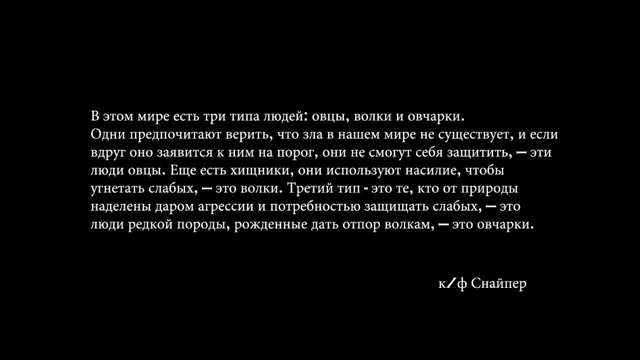 В этом мире есть три типа людей: овцы, волки и овчарки.
Одни предпочитают верить, что зла в нашем мире не существует, и если
вдруг оно заявится к ним на порог, они не смогут себя защитить, — эти
люди овцы. Еще есть хищники, они используют насилие, чтобы
угнетать слабых, — это волки. Третий тип - это те, кто от природы
наделены даром агрессии и потребностью защищать слабых, — это
люди редкой породы, рожденные дать отпор волкам, — это овчарки.
к/ф Снайпер